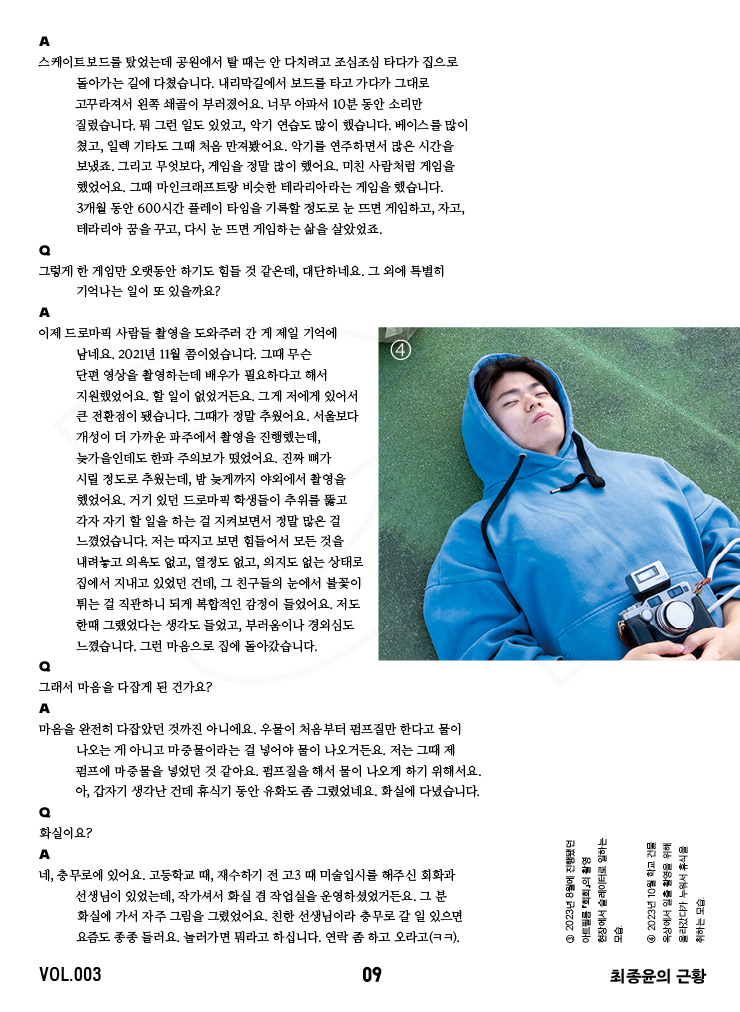 A
스케이트보드를 탔었는데 공원에서 탈 때는 안 다치려고 조심조심 타다가 집으로
돌아가는 길에 다쳤습니다. 내리막길에서 보드를 타고 가다가 그대로
고꾸라져서 왼쪽 쇄골이 부러졌어요. 너무 아파서 10분 동안 소리만
질렀습니다. 뭐 그런 일도 있었고, 악기 연습도 많이 했습니다. 베이스를 많이
쳤고, 일렉 기타도 그때 처음 만져봤어요. 악기를 연주하면서 많은 시간을
보냈죠. 그리고 무엇보다, 게임을 정말 많이 했어요. 미친 사람처럼 게임을
했었어요. 그때 마인크래프트랑 비슷한 테라리아라는 게임을 했습니다.
3개월 동안 600시간 플레이 타임을 기록할 정도로 눈 뜨면 게임하고, 자고,
테라리아 꿈을 꾸고, 다시 눈 뜨면 게임하는 삶을 살았었죠.
Q
그렇게 한 게임만 오랫동안 하기도 힘들 것 같은데, 대단하네요. 그 외에 특별히
기억나는 일이 또 있을까요?
A
이제 드로마픽 사람들 촬영을 도와주러 간 게 제일 기억에
남네요. 2021년 11월 쯤이었습니다. 그때 무슨
단편 영상을 촬영하는데 배우가 필요하다고 해서
지원했었어요. 할 일이 없었거든요. 그게 저에게 있어서
큰 전환점이 됐습니다. 그때가 정말 추웠어요. 서울보다
개성이 더 가까운 파주에서 촬영을 진행했는데,
늦가을인데도 한파 주의보가 떴었어요. 진짜 뼈가
시릴 정도로 추웠는데, 밤 늦게까지 야외에서 촬영을
했었어요. 거기 있던 드로마픽 학생들이 추위를 뚫고
각자 자기 할 일을 하는 걸 지켜보면서 정말 많은 걸
느꼈었습니다. 저는 따지고 보면 힘들어서 모든 것을
내려놓고 의욕도 없고, 열정도 없고, 의지도 없는 상태로
집에서 지내고 있었던 건데, 그 친구들의 눈에서 불꽃이
튀는 걸 직관하니 되게 복합적인 감정이 들었어요. 저도
한때 그랬었다는 생각도 들었고, 부러움이나 경외심도
느꼈습니다. 그런 마음으로 집에 돌아갔습니다.
④
Q
그래서 마음을 다잡게 된 건가요?
A
마음을 완전히 다잡았던 것까진 아니에요. 우물이 처음부터 펌프질만 한다고 물이
나오는 게 아니고 마중물이라는 걸 넣어야 물이 나오거든요. 저는 그때 제
펌프에 마중물을 넣었던 것 같아요. 펌프질을 해서 물이 나오게 하기 위해서요.
아, 갑자기 생각난 건데 휴식기 동안 유화도 좀 그렸었네요. 화실에 다녔습니다.
Q
화실이요?
A
네, 충무로에 있어요. 고등학교 때, 재수하기 전 고3 때 미술입시를 해주신 회화과
선생님이 있었는데, 작가셔서 화실 겸 작업실을 운영하셨었거든요. 그 분
화실에 가서 자주 그림을 그렸었어요. 친한 선생님이라 충무로 갈 일 있으면
요즘도 종종 들러요. 놀러가면 뭐라고 하십니다. 연락 좀 하고 오라고(ㅋㅋ).
③ 2023년 8월에 진행됐던
아트필름 『회회』의 촬영
현장에서 슬레이터로 일하는
모습.
④ 2023년 10월 학교 건물
옥상에서 일출 촬영을 위해
올라갔다가 누워서 휴식을
취하는 모습.
VOL.003
09
최종윤의 근황